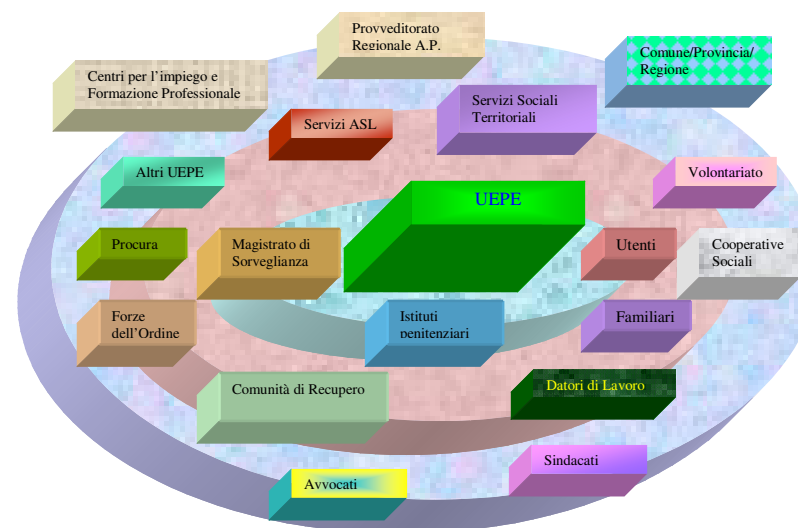 Provveditorato
Regionale A.P.
Comune/Provincia/
Regione
Centri per l'impiego e
Formazione Professionale
Servizi Sociali
Territoriali
Servizi ASL
Altri UEPE
Volontariato
UEPE
Procura
Magistrato di
Sorveglianza
Utenti
Cooperative
Sociali
Forze
dell'Ordine
Istituti
penitenziari
Familiari
Comunità di Recupero
Datori di Lavoro
Sindacati
Avvocati